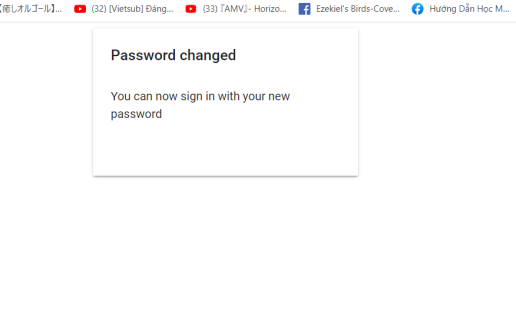 【癒しオルゴール】... (32) [Vietsub] Đáng... (33) 『AMV』- Horizo... Ezekiel's Birds-Cove... Hướng Dẫn Học M...
Password changed
You can now sign in with your new
password